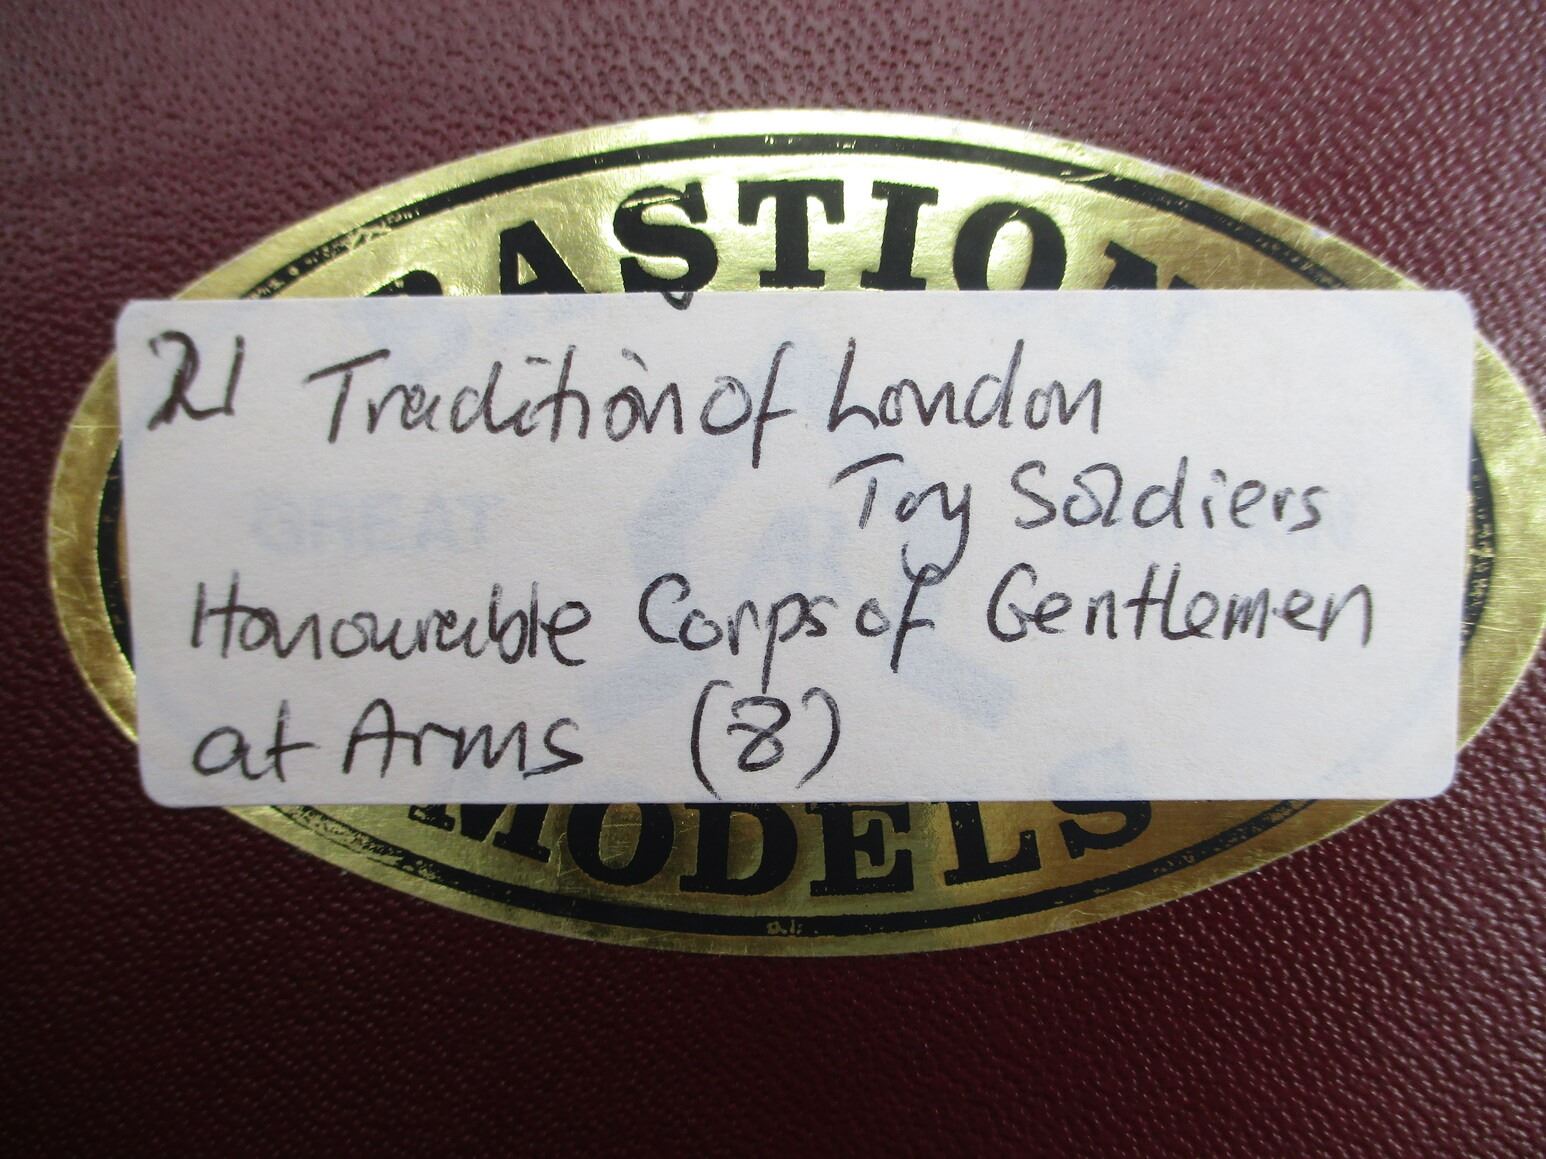 BASTION
21 Tradition of London
Toy Soldiers
GREAT
Honourable Corps of Gentlemen
at Arms (8)
MODELS